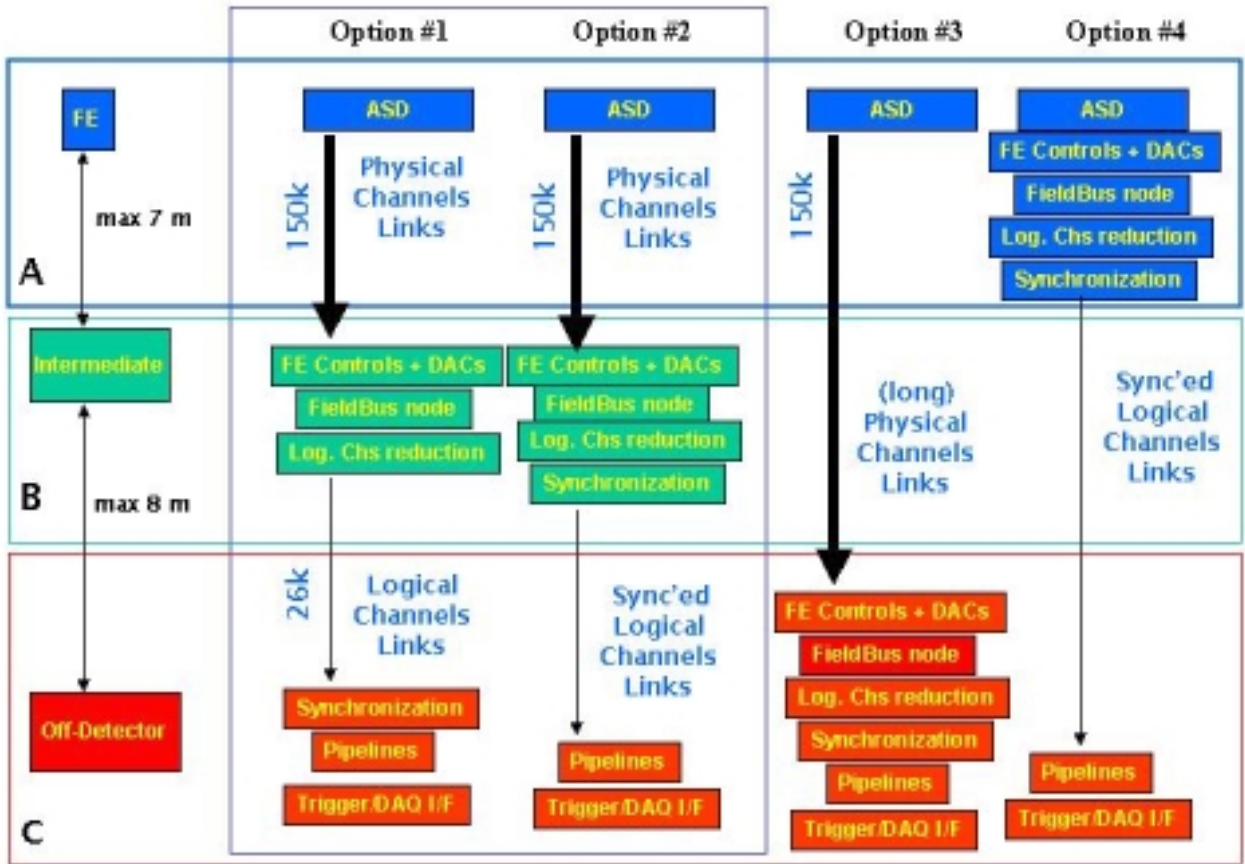 Option #1
Option #2
Option #3
Option #4
FE
max 7 m
A
Intermediate
max 8 m
B
Off-Detector
C
ASD
150k
Physical
Channels
Links
FE Controls + DACs
FieldBus node
Log. Chs reduction
26k
Logical
Channels
Links
Synchronization
Pipelines
Trigger/DAQ I/F
ASD
150k
Physical
Channels
Links
FE Controls + DACs
FieldBus node
Log. Chs reduction
Synchronization
Sync'ed
Logical
Channels
Links
Pipelines
Trigger/DAQ I/F
ASD
150k
(long)
Physical
Channels
Links
FE Controls + DACs
FieldBus node
Log. Chs reduction
Synchronization
Pipelines
Trigger/DAQ I/F
ASD
FE Controls + DACs
FieldBus node
Log. Chs reduction
Synchronization
Sync'ed
Logical
Channels
Links
Pipelines
Trigger/DAQ I/F